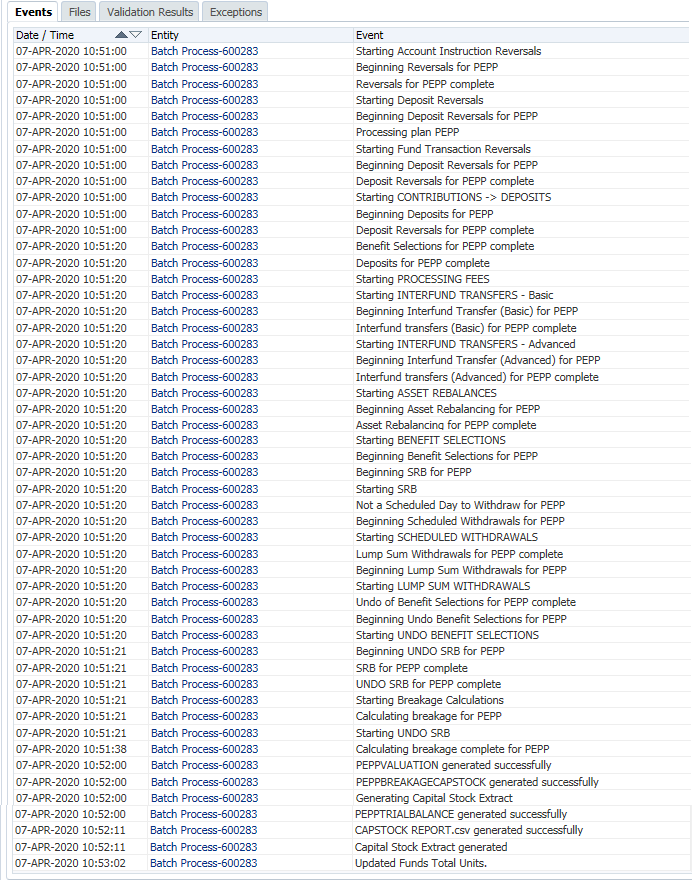 Events Files Validation Results Exceptions
Date / Time Entity Event
07-APR-2020 10:51:00 Batch Process-600283 Starting Account Instruction Reversals
07-APR-2020 10:51:00 Batch Process-600283 Beginning Reversals for PEPP
07-APR-2020 10:51:00 Batch Process-600283 Reversals for PEPP complete
07-APR-2020 10:51:00 Batch Process-600283 Starting Deposit Reversals
07-APR-2020 10:51:00 Batch Process-600283 Beginning Deposit Reversals for PEPP
07-APR-2020 10:51:00 Batch Process-600283 Processing plan PEPP
07-APR-2020 10:51:00 Batch Process-600283 Starting Fund Transaction Reversals
07-APR-2020 10:51:00 Batch Process-600283 Beginning Deposit Reversals for PEPP
07-APR-2020 10:51:00 Batch Process-600283 Deposit Reversals for PEPP complete
07-APR-2020 10:51:00 Batch Process-600283 Starting CONTRIBUTIONS -> DEPOSITS
07-APR-2020 10:51:00 Batch Process-600283 Beginning Deposits for PEPP
07-APR-2020 10:51:00 Batch Process-600283 Deposit Reversals for PEPP complete
07-APR-2020 10:51:20 Batch Process-600283 Benefit Selections for PEPP complete
07-APR-2020 10:51:20 Batch Process-600283 Deposits for PEPP complete
07-APR-2020 10:51:20 Batch Process-600283 Starting PROCESSING FEES
07-APR-2020 10:51:20 Batch Process-600283 Starting INTERFUND TRANSFERS - Basic
07-APR-2020 10:51:20 Batch Process-600283 Beginning Interfund Transfer (Basic) for PEPP
07-APR-2020 10:51:20 Batch Process-600283 Interfund transfers (Basic) for PEPP complete
07-APR-2020 10:51:20 Batch Process-600283 Starting INTERFUND TRANSFERS - Advanced
07-APR-2020 10:51:20 Batch Process-600283 Beginning Interfund Transfer (Advanced) for PEPP
07-APR-2020 10:51:20 Batch Process-600283 Interfund transfers (Advanced) for PEPP complete
07-APR-2020 10:51:20 Batch Process-600283 Starting ASSET REBALANCES
07-APR-2020 10:51:20 Batch Process-600283 Beginning Asset Rebalancing for PEPP
07-APR-2020 10:51:20 Batch Process-600283 Asset Rebalancing for PEPP complete
07-APR-2020 10:51:20 Batch Process-600283 Starting BENEFIT SELECTIONS
07-APR-2020 10:51:20 Batch Process-600283 Beginning Benefit Selections for PEPP
07-APR-2020 10:51:20 Batch Process-600283 Beginning SRB for PEPP
07-APR-2020 10:51:20 Batch Process-600283 Starting SRB
07-APR-2020 10:51:20 Batch Process-600283 Not a Scheduled Day to Withdraw for PEPP
07-APR-2020 10:51:20 Batch Process-600283 Beginning Scheduled Withdrawals for PEPP
07-APR-2020 10:51:20 Batch Process-600283 Starting SCHEDULED WITHDRAWALS
07-APR-2020 10:51:20 Batch Process-600283 Lump Sum Withdrawals for PEPP complete
07-APR-2020 10:51:20 Batch Process-600283 Beginning Lump Sum Withdrawals for PEPP
07-APR-2020 10:51:20 Batch Process-600283 Starting LUMP SUM WITHDRAWALS
07-APR-2020 10:51:20 Batch Process-600283 Undo of Benefit Selections for PEPP complete
07-APR-2020 10:51:20 Batch Process-600283 Beginning Undo Benefit Selections for PEPP
07-APR-2020 10:51:20 Batch Process-600283 Starting UNDO BENEFIT SELECTIONS
07-APR-2020 10:51:21 Batch Process-600283 Beginning UNDO SRB for PEPP
07-APR-2020 10:51:21 Batch Process-600283 SRB for PEPP complete
07-APR-2020 10:51:21 Batch Process-600283 UNDO SRB for PEPP complete
07-APR-2020 10:51:21 Batch Process-600283 Starting Breakage Calculations
07-APR-2020 10:51:21 Batch Process-600283 Calculating breakage for PEPP
07-APR-2020 10:51:21 Batch Process-600283 Starting UNDO SRB
07-APR-2020 10:51:38 Batch Process-600283 Calculating breakage complete for PEPP
07-APR-2020 10:52:00 Batch Process-600283 PEPPVALUATION generated successfully
07-APR-2020 10:52:00 Batch Process-600283 PEPPBREAKAGECAPSTOCK generated successfully
07-APR-2020 10:52:00 Batch Process-600283 Generating Capital Stock Extract
07-APR-2020 10:52:00 Batch Process-600283 PEPPTRIALBALANCE generated successfully
07-APR-2020 10:52:11 Batch Process-600283 CAPSTOCK REPORT.csv generated successfully
07-APR-2020 10:52:11 Batch Process-600283 Capital Stock Extract generated
07-APR-2020 10:53:02 Batch Process-600283 Updated Funds Total Units.